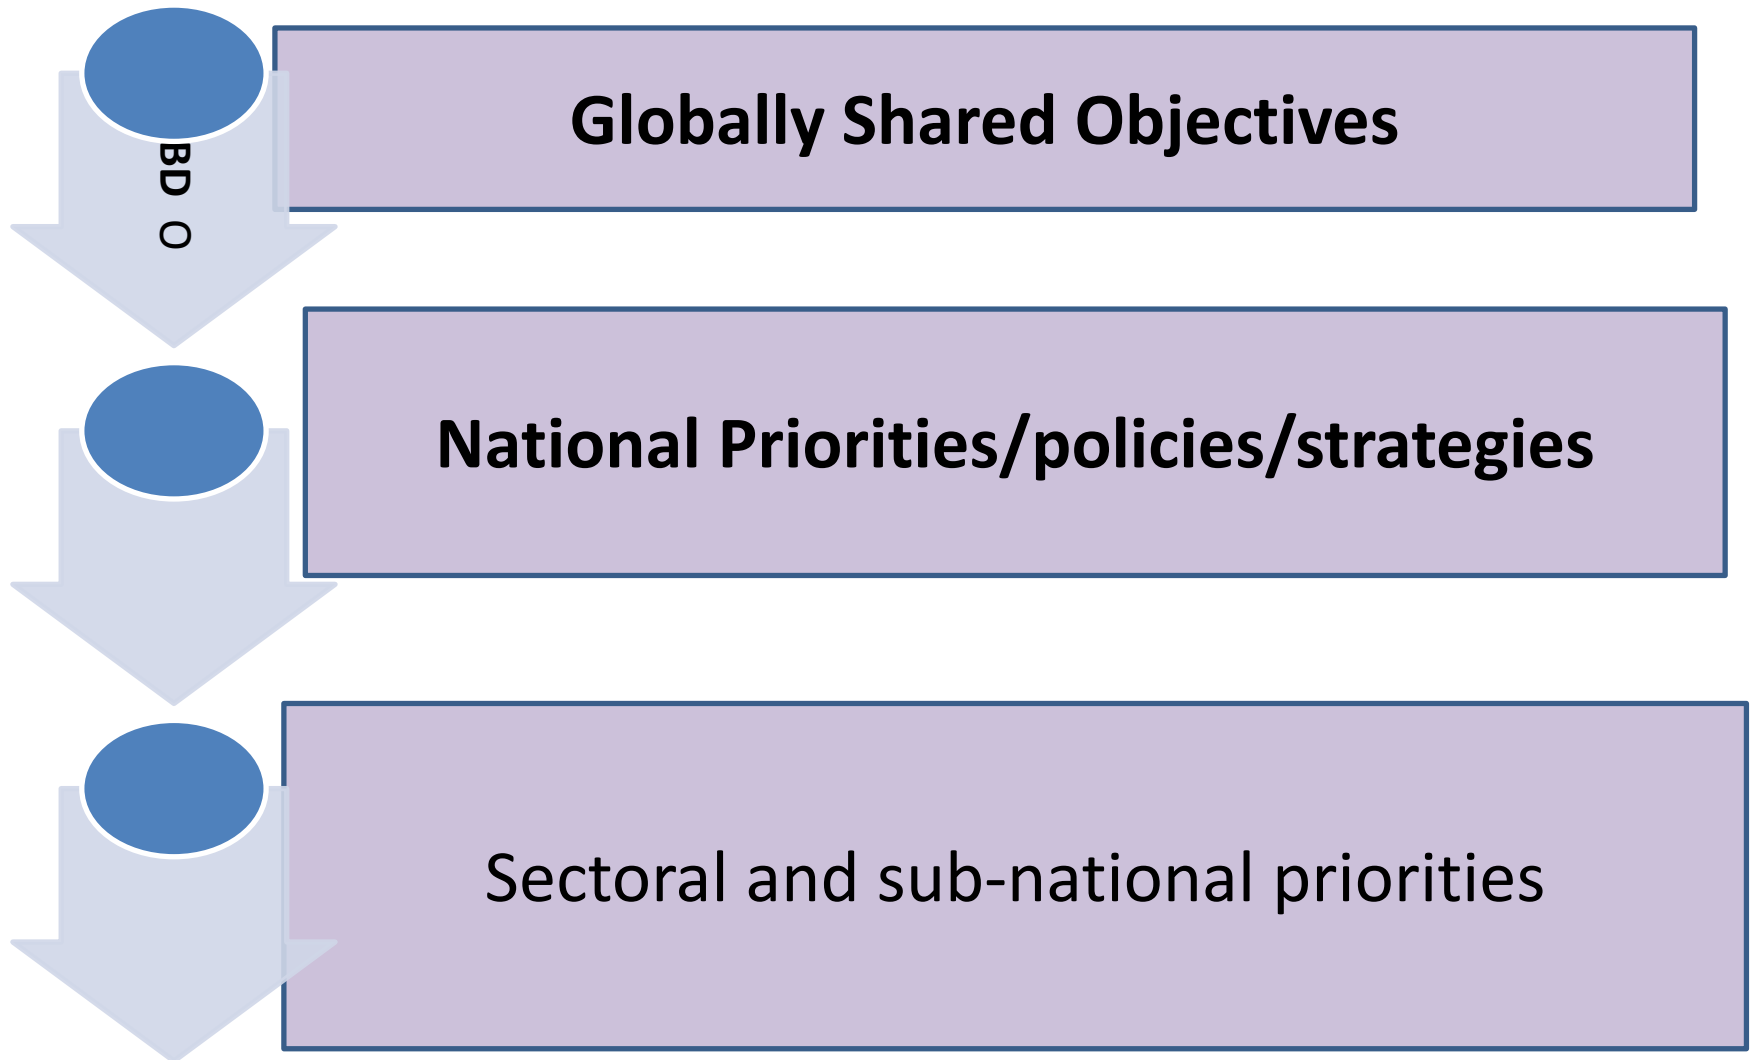 Globally Shared Objectives
BD O
National Priorities/policies/strategies
Sectoral and sub-national priorities